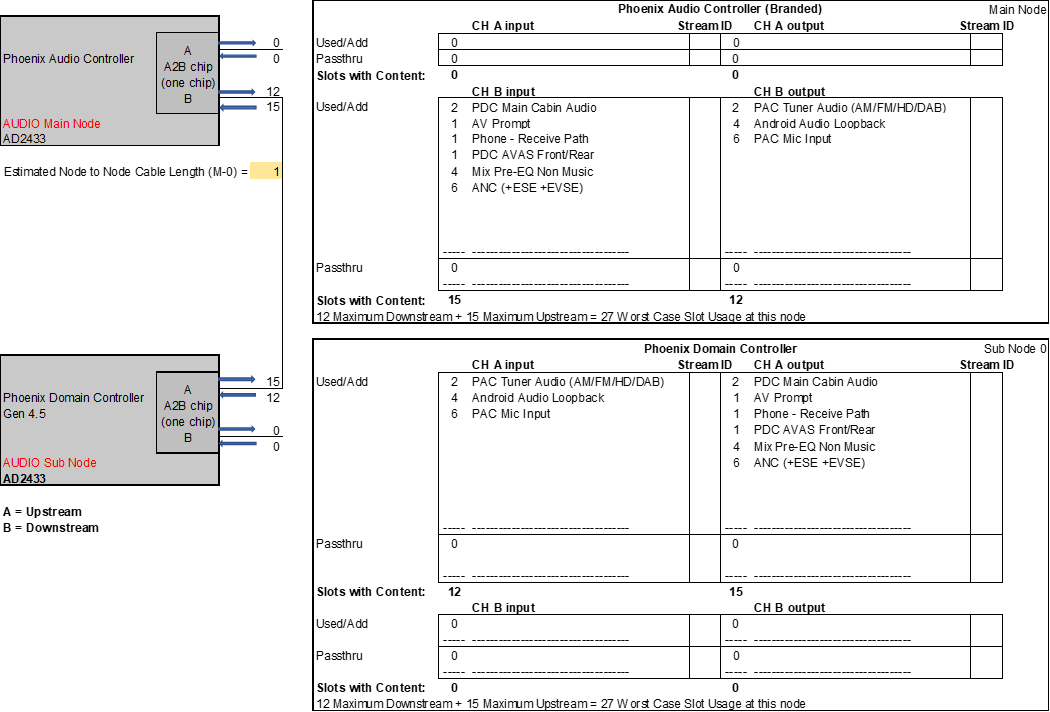 Phoenix Audio Controller (Branded) Main Node
CH A input Stream ID CH A output Stream ID
Used/Add 0 0
Passthru 0 0
Slots with Content: 0 0
CH B input CH B output
Used/Add 2 PDC Main Cabin Audio 2 PAC Tuner Audio (AM/FM/HD/DAB)
1 AV Prompt 4 Android Audio Loopback
1 Phone - Receive Path 6 PAC Mic Input
1 PDC AVAS Front/Rear
4 Mix Pre-EQ Non Music
6 ANC (+ESE +EVSE)
----- ----------------------------------- ----- -----------------------------------
Passthru 0 0
----- ----------------------------------- ----- -----------------------------------
Slots with Content: 15 12
12 Maximum Downstream + 15 Maximum Upstream = 27 Worst Case Slot Usage at this node
Phoenix Audio Controller
A
A2B chip
(one chip)
B
0
0
12
15
AUDIO Main Node
AD2433
Estimated Node to Node Cable Length (M-0) = 1
Phoenix Domain Controller Sub Node 0
CH A input Stream ID CH A output Stream ID
Used/Add 2 PAC Tuner Audio (AM/FM/HD/DAB) 2 PDC Main Cabin Audio
4 Android Audio Loopback 1 AV Prompt
6 PAC Mic Input 1 Phone - Receive Path
1 PDC AVAS Front/Rear
4 Mix Pre-EQ Non Music
6 ANC (+ESE +EVSE)
----- ----------------------------------- ----- -----------------------------------
Passthru 0 0
----- ----------------------------------- ----- -----------------------------------
Slots with Content: 12 15
CH B input CH B output
Used/Add 0 0
----- ----------------------------------- ----- -----------------------------------
Passthru 0 0
----- ----------------------------------- ----- -----------------------------------
Slots with Content: 0 0
12 Maximum Downstream + 15 Maximum Upstream = 27 Worst Case Slot Usage at this node
Phoenix Domain Controller
Gen 4.5
A
A2B chip
(one chip)
B
15
12
0
0
AUDIO Sub Node
AD2433
A = Upstream
B = Downstream